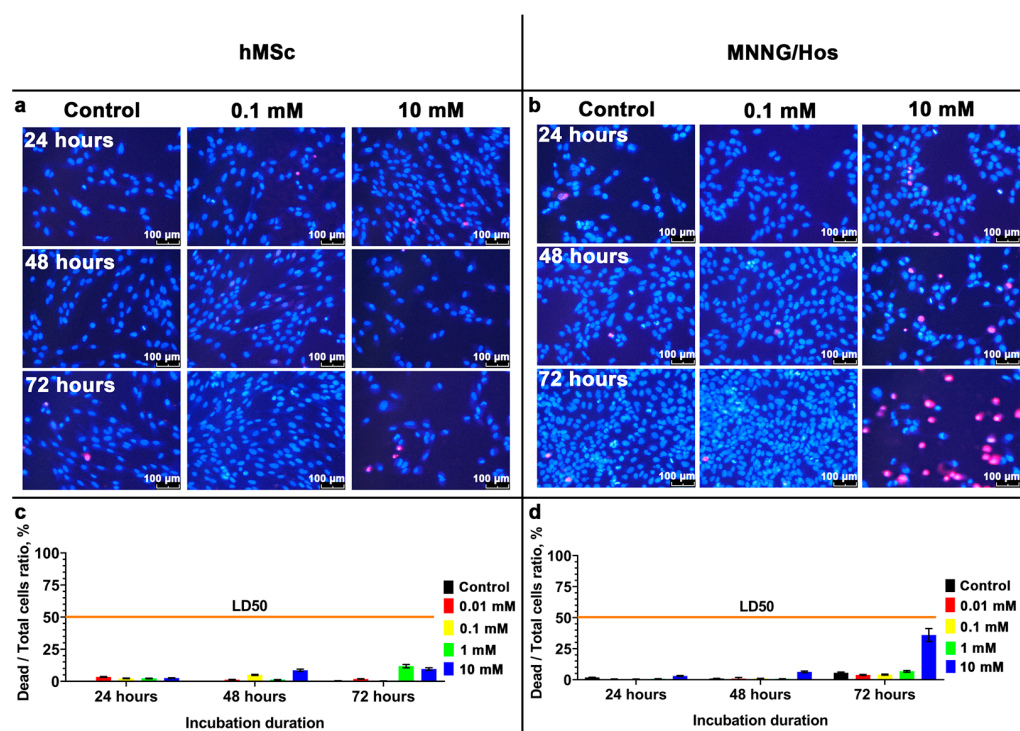 hMSc
MNNG/Hos
a
Control
0.1 mM
10 mM
24 hours
100 µm
100 µm
100 µm
48 hours
100 µm
100 µm
100 µm
72 hours
100 µm
100 µm
100 µm
b
Control
0.1 mM
10 mM
24 hours
100 µm
100 µm
100 µm
48 hours
100 µm
100 µm
100 µm
72 hours
100 µm
100 µm
100 µm
c
Dead / Total cells ratio, %
100
75
50
25
0
LD50
24 hours
48 hours
72 hours
Incubation duration
Control
0.01 mM
0.1 mM
1 mM
10 mM
d
Dead / Total cells ratio, %
100
75
50
25
0
LD50
24 hours
48 hours
72 hours
Incubation duration
Control
0.01 mM
0.1 mM
1 mM
10 mM